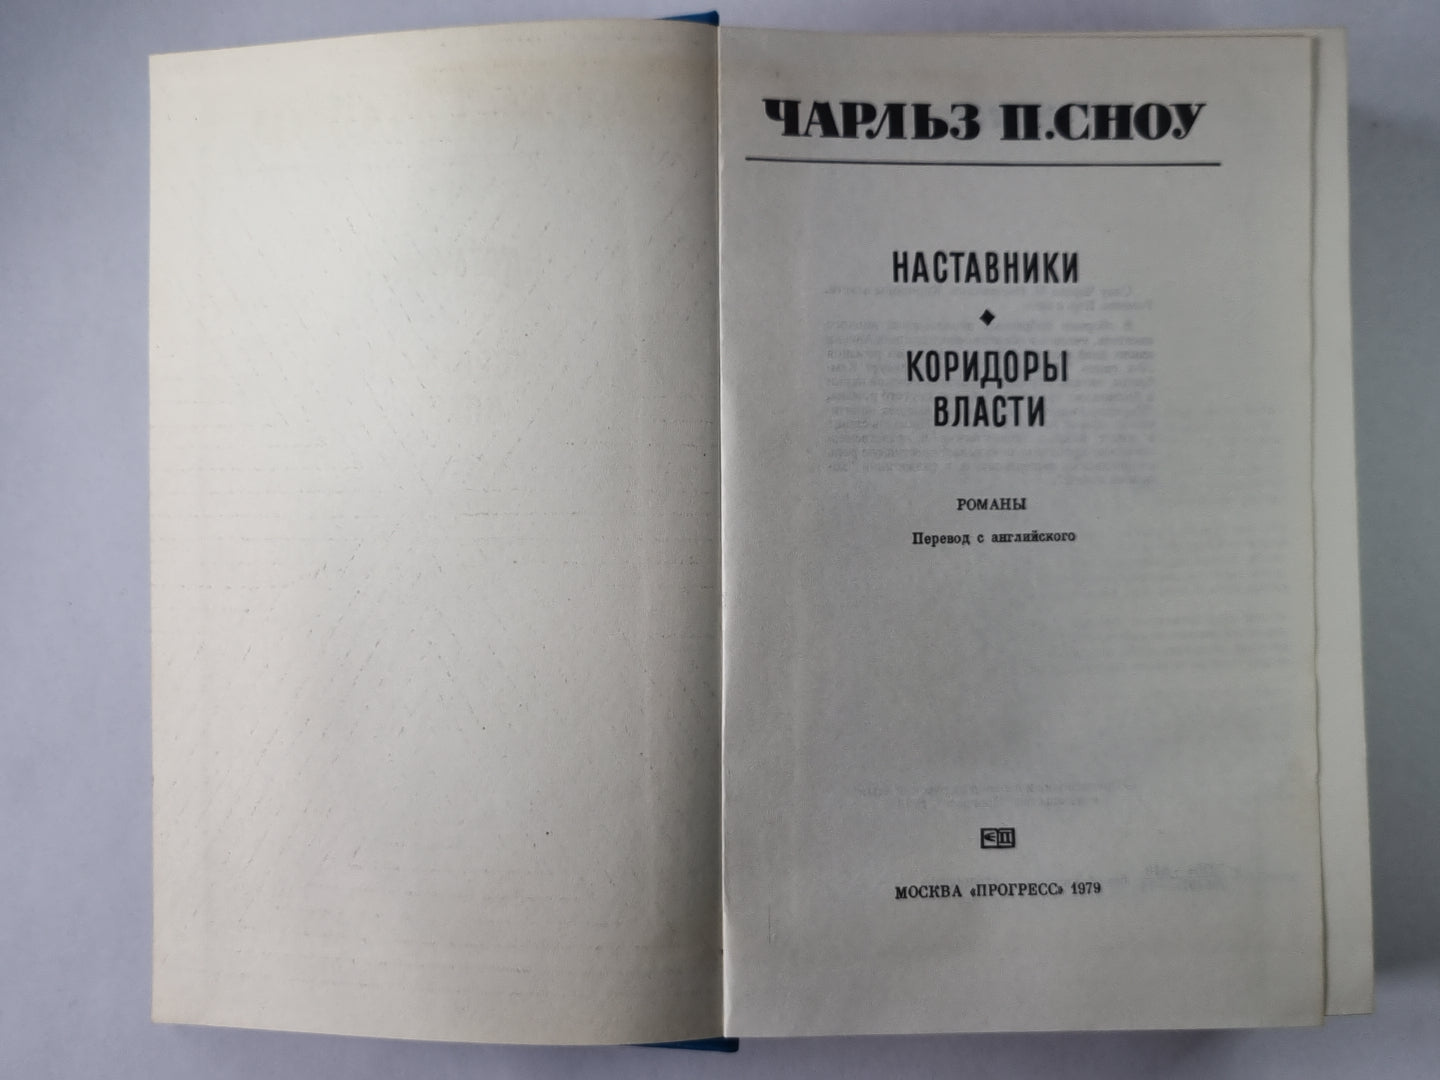 ЧАРЛЬЗ П.СНОУ
НАСТАВНИКИ
КОРИДОРЫ
ВЛАСТИ
РОМАНЫ
Перевод с английского
МОСКВА «ПРОГРЕСС» 1979